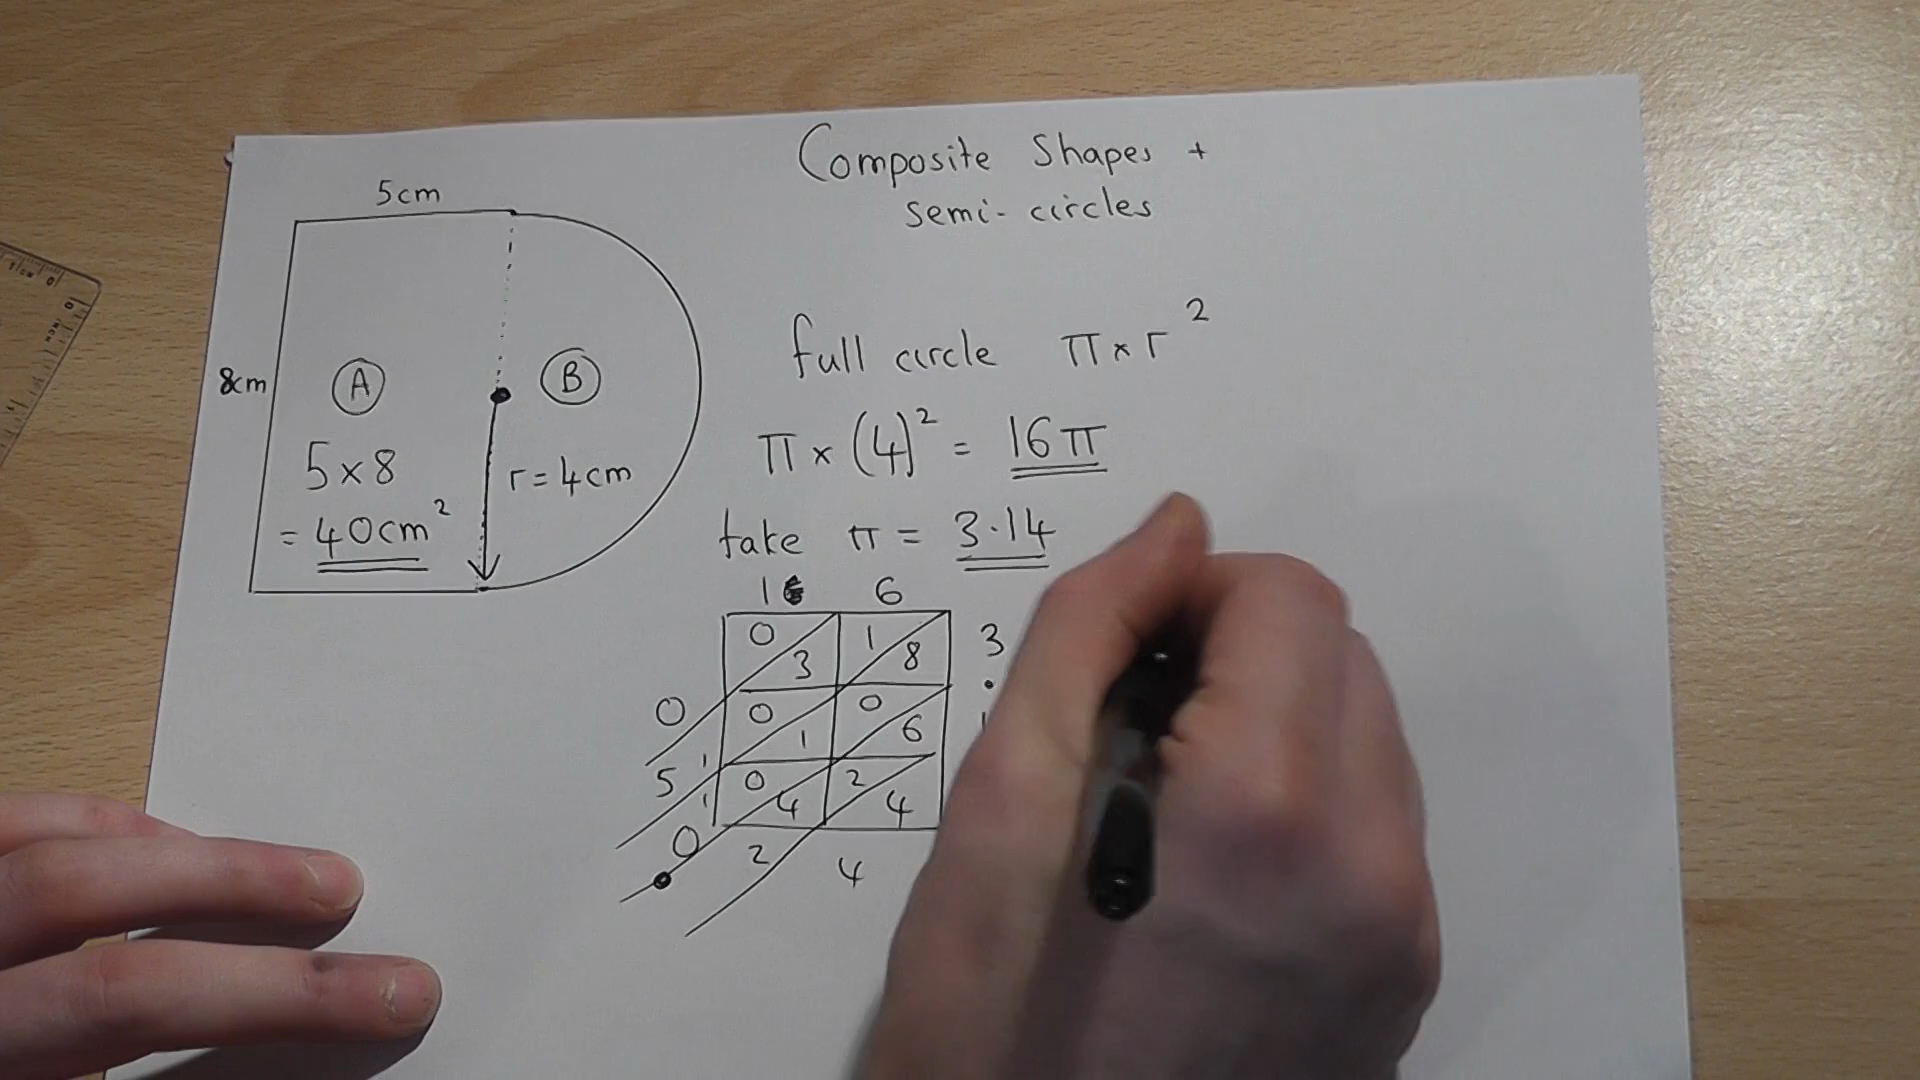 Composite Shapes +
semi-circles
5cm
8cm
A
B
5 x 8
= 40cm²
r = 4cm
full circle π x r²
π x (4)² = 16π
take π = 3.14
1 6
0 3 1 8 3
.
0 1 0 6
0 4 2 4
0
5 1
1
0
2
4